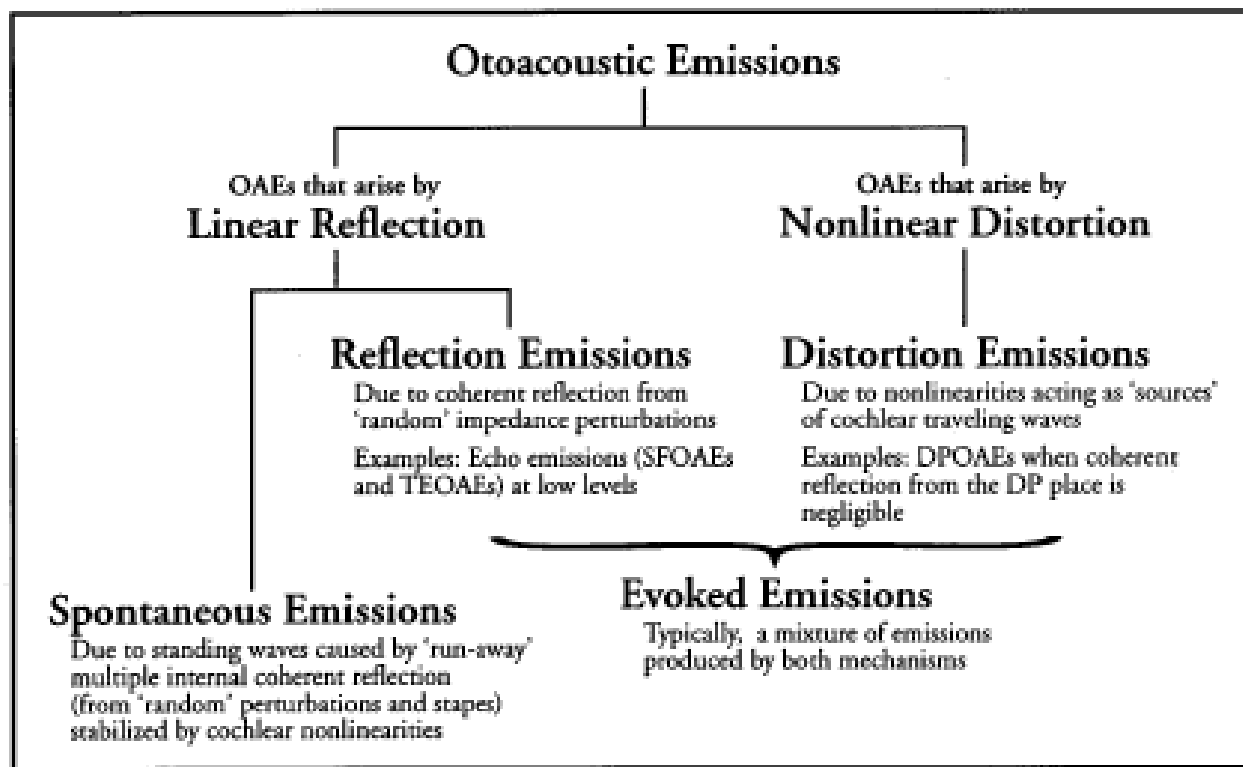 Otoacoustic Emissions
OAEs that arise by
Linear Reflection
OAEs that arise by
Nonlinear Distortion
Reflection Emissions
Due to coherent reflection from
'random' impedance perturbations
Examples: Echo emissions (SFOAEs
and TEOAEs) at low levels
Distortion Emissions
Due to nonlinearities acting as 'sources'
of cochlear traveling waves
Examples: DPOAEs when coherent
reflection from the DP place is
negligible
Spontaneous Emissions
Due to standing waves caused by 'run-away'
multiple internal coherent reflection
(from 'random' perturbations and stapes)
stabilized by cochlear nonlinearities
Evoked Emissions
Typically, a mixture of emissions
produced by both mechanisms